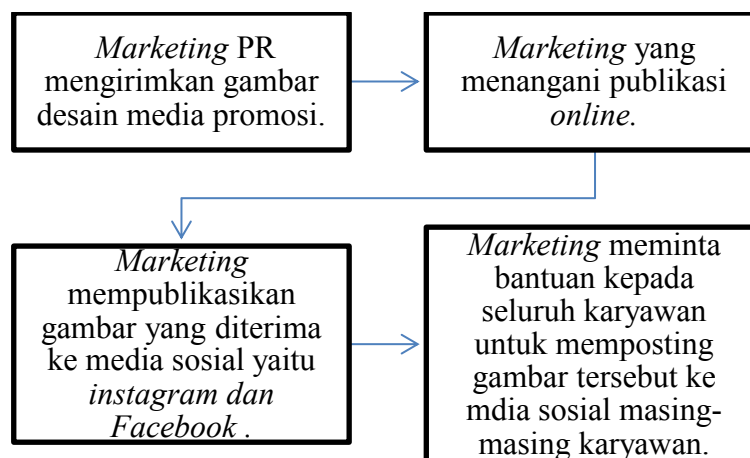 Marketing PR
mengirimkan gambar
desain media promosi.
Marketing yang
menangani publikasi
online.
Marketing
mempublikasikan
gambar yang diterima
ke media sosial yaitu
instagram dan
Facebook .
Marketing meminta
bantuan kepada
seluruh karyawan
untuk memposting
gambar tersebut ke
mdia sosial masing-
masing karyawan.